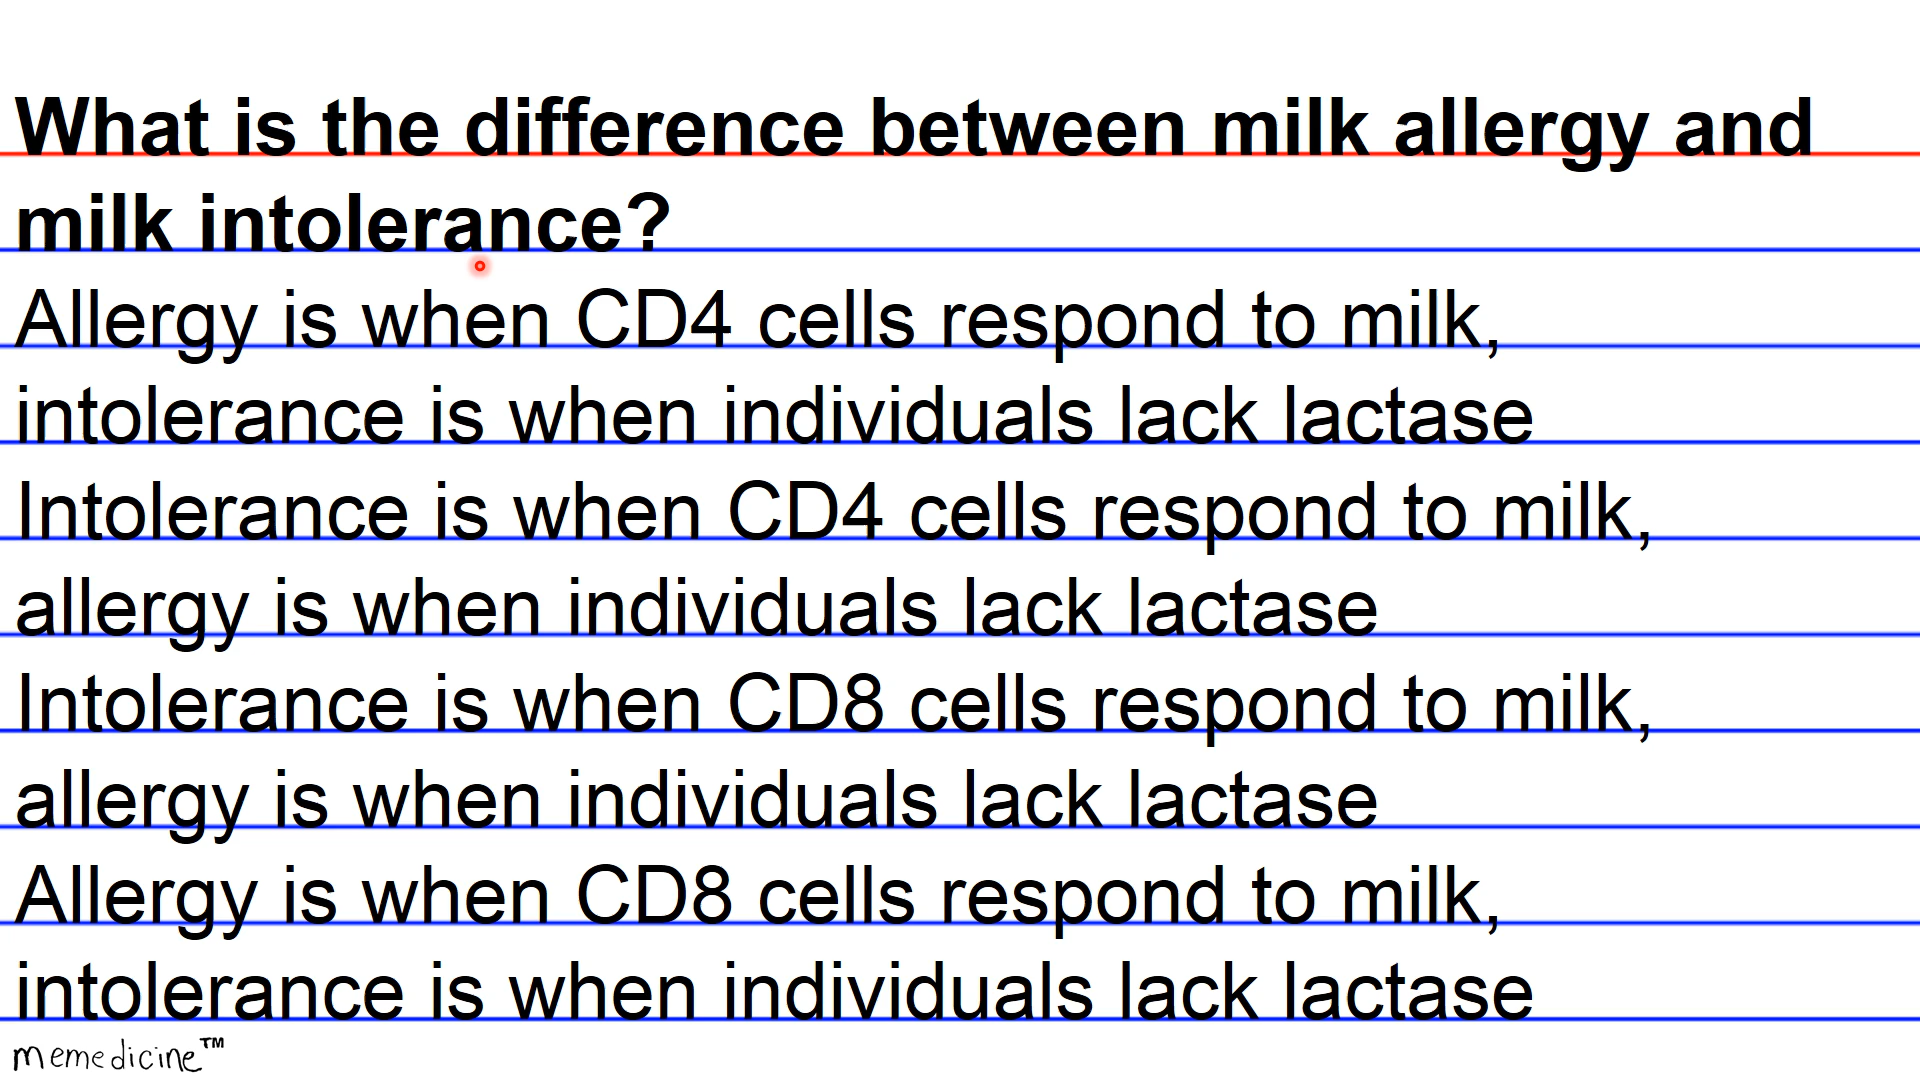 What is the difference between milk allergy and
milk intolerance?
Allergy is when CD4 cells respond to milk,
intolerance is when individuals lack lactase
Intolerance is when CD4 cells respond to milk,
allergy is when individuals lack lactase
Intolerance is when CD8 cells respond to milk,
allergy is when individuals lack lactase
Allergy is when CD8 cells respond to milk,
intolerance is when individuals lack lactase
memedicine™